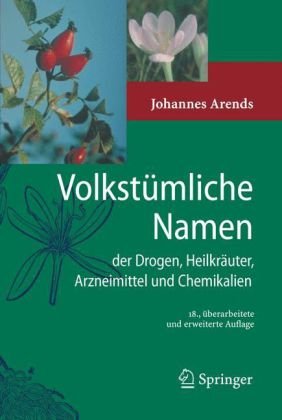 Johannes Arends
Volkstümliche
Namen
der Drogen, Heilkräuter,
Arzneimittel und Chemikalien
18., überarbeitete
und erweiterte Auflage
Springer